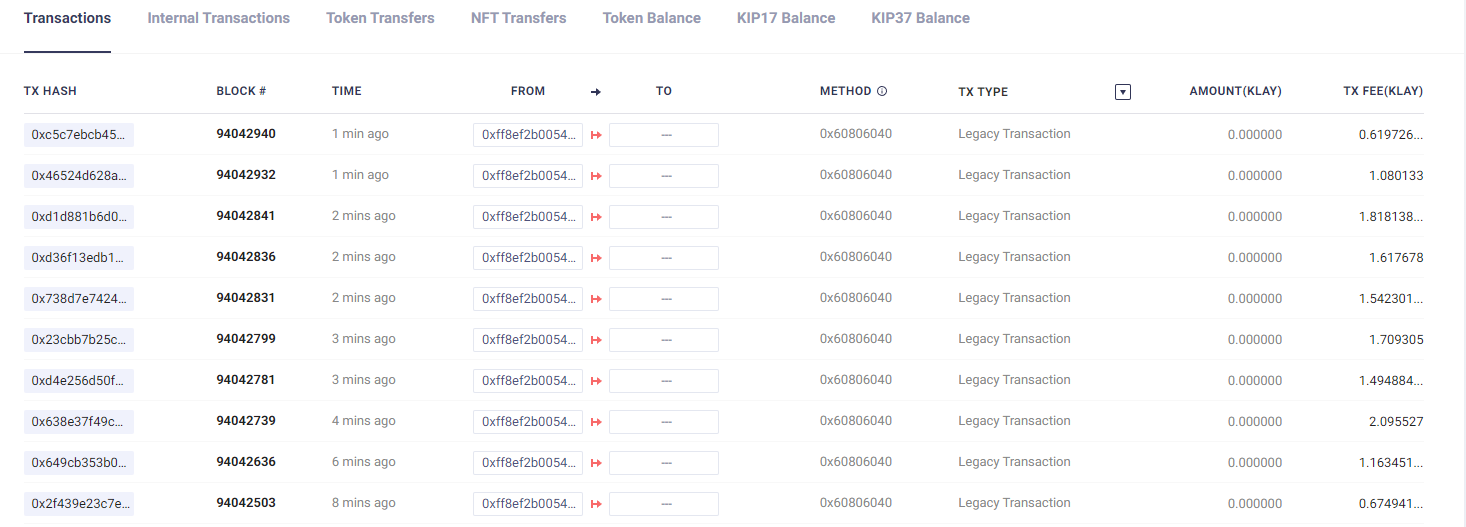 Transactions Internal Transactions Token Transfers NFT Transfers Token Balance KIP17 Balance KIP37 Balance
TX HASH BLOCK # TIME FROM TO METHOD TX TYPE AMOUNT(KLAY) TX FEE(KLAY)
0xc5c7ebcb45... 94042940 1 min ago 0xff8ef2b0054... --- 0x60806040 Legacy Transaction 0.000000 0.619726...
0x46524d628a... 94042932 1 min ago 0xff8ef2b0054... --- 0x60806040 Legacy Transaction 0.000000 1.080133
0xd1d881b6d0... 94042841 2 mins ago 0xff8ef2b0054... --- 0x60806040 Legacy Transaction 0.000000 1.818138...
0xd36f13edb1... 94042836 2 mins ago 0xff8ef2b0054... --- 0x60806040 Legacy Transaction 0.000000 1.617678
0x738d7e7424... 94042831 2 mins ago 0xff8ef2b0054... --- 0x60806040 Legacy Transaction 0.000000 1.542301...
0x23cbb7b25c... 94042799 3 mins ago 0xff8ef2b0054... --- 0x60806040 Legacy Transaction 0.000000 1.709305
0xd4e256d50f... 94042781 3 mins ago 0xff8ef2b0054... --- 0x60806040 Legacy Transaction 0.000000 1.494884...
0x638e37f49c... 94042739 4 mins ago 0xff8ef2b0054... --- 0x60806040 Legacy Transaction 0.000000 2.095527
0x649cb353b0... 94042636 6 mins ago 0xff8ef2b0054... --- 0x60806040 Legacy Transaction 0.000000 1.163451...
0x2f439e23c7e... 94042503 8 mins ago 0xff8ef2b0054... --- 0x60806040 Legacy Transaction 0.000000 0.674941...